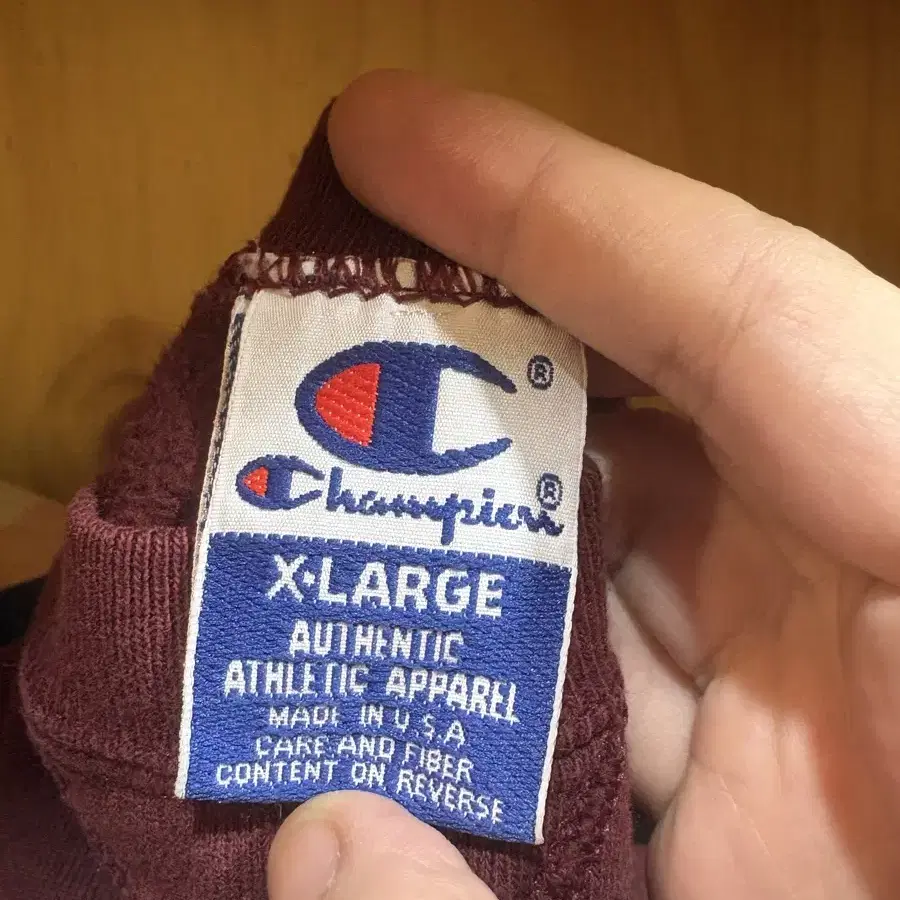 ®
Champion®
X·LARGE
AUTHENTIC
ATHLETIC APPAREL
MADE IN U.S.A
CARE AND FIBER
CONTENT ON REVERSE